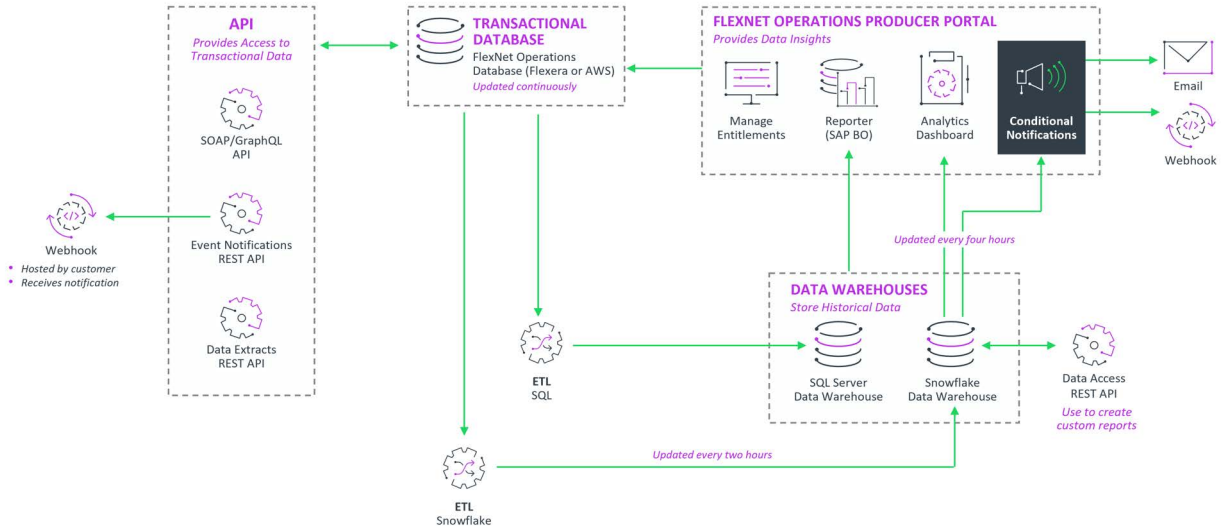 API
Provides Access to
Transactional Data
SOAP/GraphQL
API
Event Notifications
REST API
Data Extracts
REST API
Webhook
• Hosted by customer
• Receives notification
TRANSACTIONAL
DATABASE
FlexNet Operations
Database (Flexera or AWS)
Updated continuously
FLEXNET OPERATIONS PRODUCER PORTAL
Provides Data Insights
Manage
Entitlements
Reporter
(SAP BO)
Analytics
Dashboard
Conditional
Notifications
Email
Webhook
Updated every four hours
DATA WAREHOUSES
Store Historical Data
SQL Server
Data Warehouse
Snowflake
Data Warehouse
Data Access
REST API
Use to create
custom reports
ETL
SQL
Updated every two hours
ETL
Snowflake